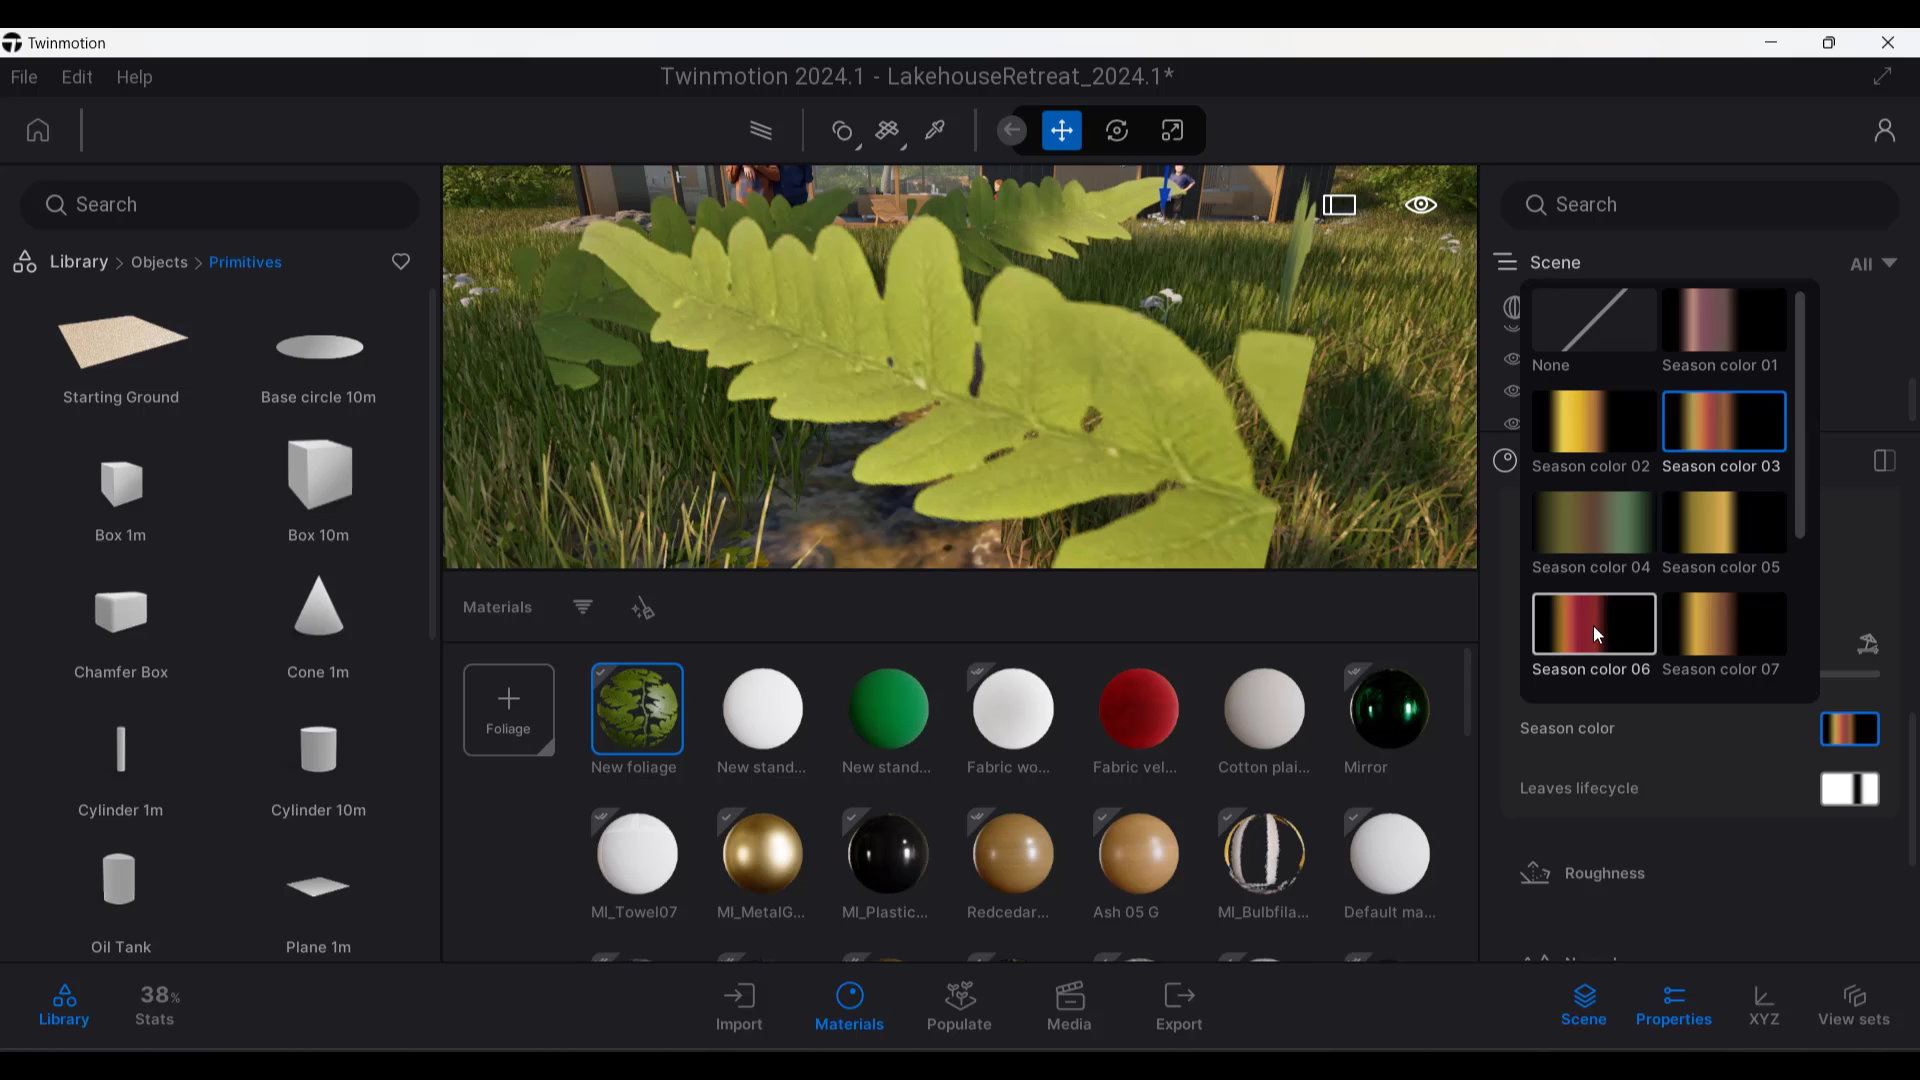 Twinmotion
File Edit Help
Twinmotion 2024.1 - LakehouseRetreat_2024.1*
Search
Library > Objects > Primitives
Starting Ground
Base circle 10m
Box 1m
Box 10m
Chamfer Box
Cone 1m
Cylinder 1m
Cylinder 10m
Oil Tank
Plane 1m
Materials
Foliage
New foliage
New stand...
New stand...
Fabric wo...
Fabric vel...
Cotton plai...
Mirror
MI_Towel07
MI_MetalG...
MI_Plastic...
Redcedar...
Ash 05 G
MI_Bulbfila...
Default ma...
Search
Scene
All
None
Season color 01
Season color 02
Season color 03
Season color 04
Season color 05
Season color 06
Season color 07
Season color
Leaves lifecycle
Roughness
Library
38%
Stats
Import
Materials
Populate
Media
Export
Scene
Properties
XYZ
View sets